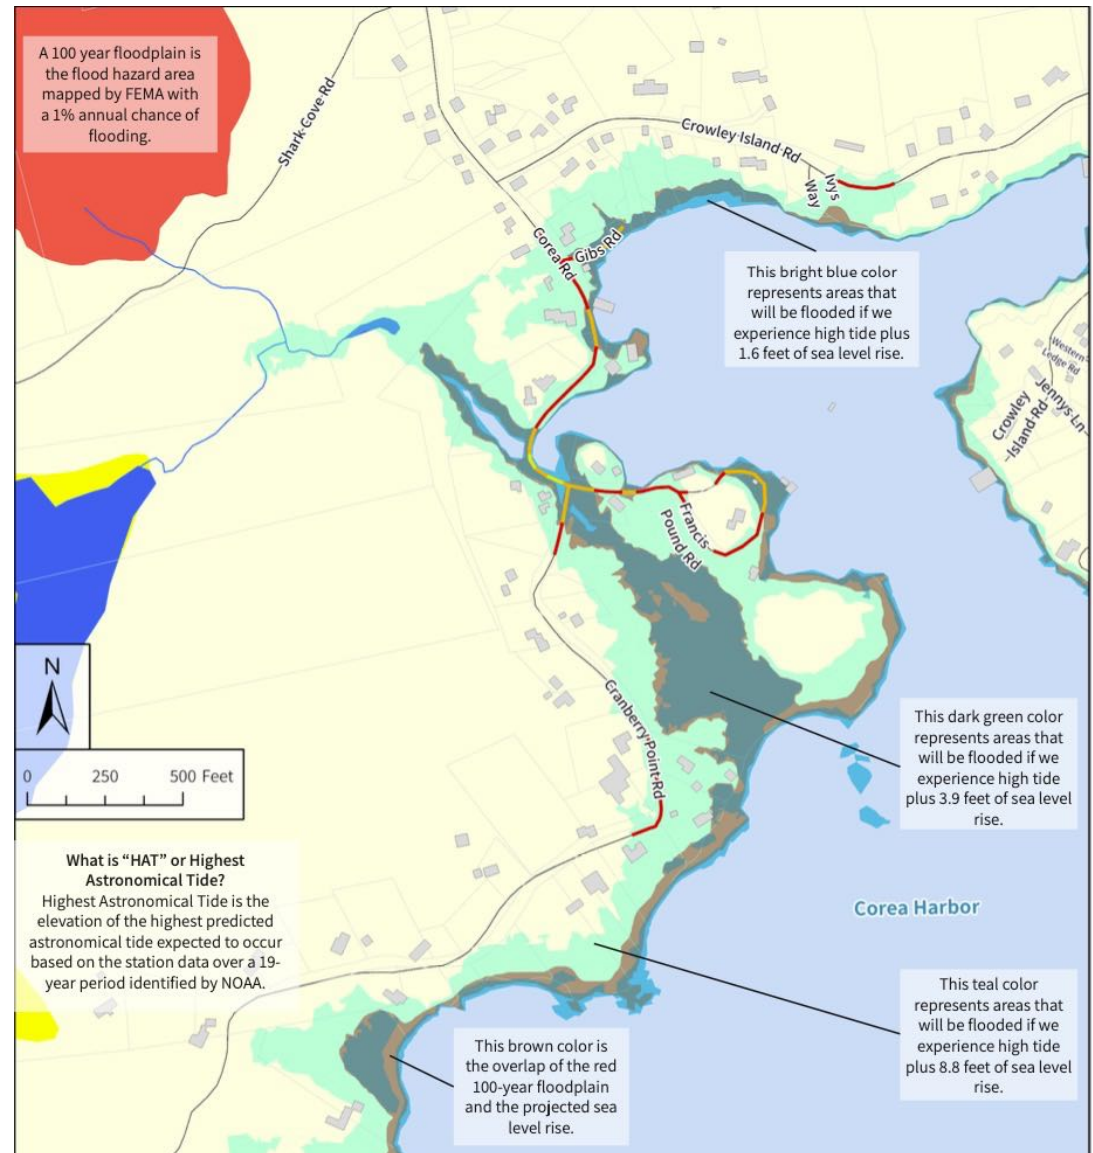 A 100 year floodplain is
the flood hazard area
mapped by FEMA with
a 1% annual chance of
flooding.
Shark Cove Rd
Crowley Island Rd
Ivys
Way
Corea Rd
Gibs Rd
This bright blue color
represents areas that
will be flooded if we
experience high tide plus
1.6 feet of sea level rise.
Western
Ledge Rd
Jennys Ln
Crowley
Island Rd
Francis
Pound Rd
N
0 250 500 Feet
Cranberry Point Rd
This dark green color
represents areas that
will be flooded if we
experience high tide
plus 3.9 feet of sea level
rise.
What is “HAT” or Highest
Astronomical Tide?
Highest Astronomical Tide is the
elevation of the highest predicted
astronomical tide expected to occur
based on the station data over a 19-
year period identified by NOAA.
Corea Harbor
This teal color
represents areas that
will be flooded if we
experience high tide
plus 8.8 feet of sea level
rise.
This brown color is
the overlap of the red
100-year floodplain
and the projected sea
level rise.